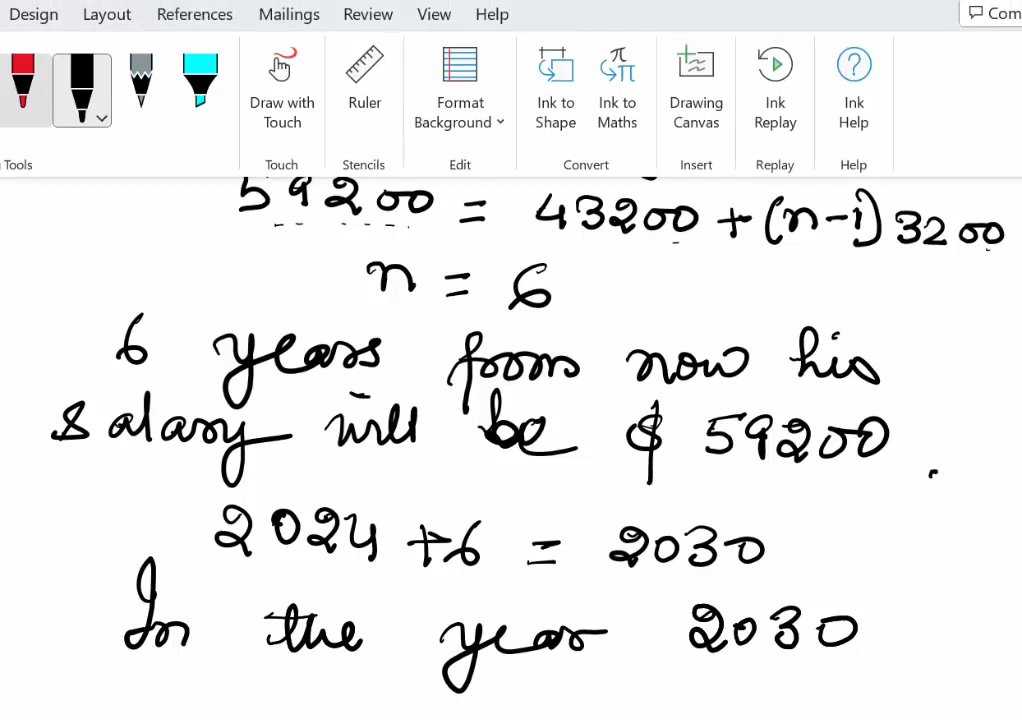 Design Layout References Mailings Review View Help
Com
Draw with Touch Ruler Format Background Ink to Shape Ink to Maths Drawing Canvas Ink Replay Ink Help
Tools Touch Stencils Edit Convert Insert Replay Help
59200 = 43200 + (n-1) 3200
n = 6
6 years from now his
salary will be $ 59200 .
2024 + 6 = 2030
In the year 2030